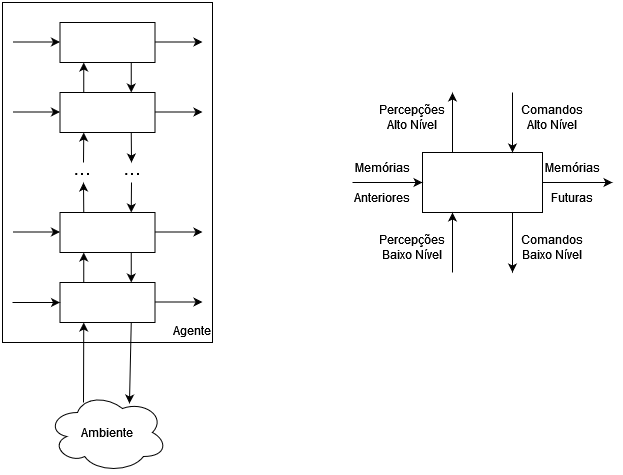 ...
...
Agente
Ambiente
Percepções
Alto Nível
Comandos
Alto Nível
Memórias
Anteriores
Memórias
Futuras
Percepções
Baixo Nível
Comandos
Baixo Nível